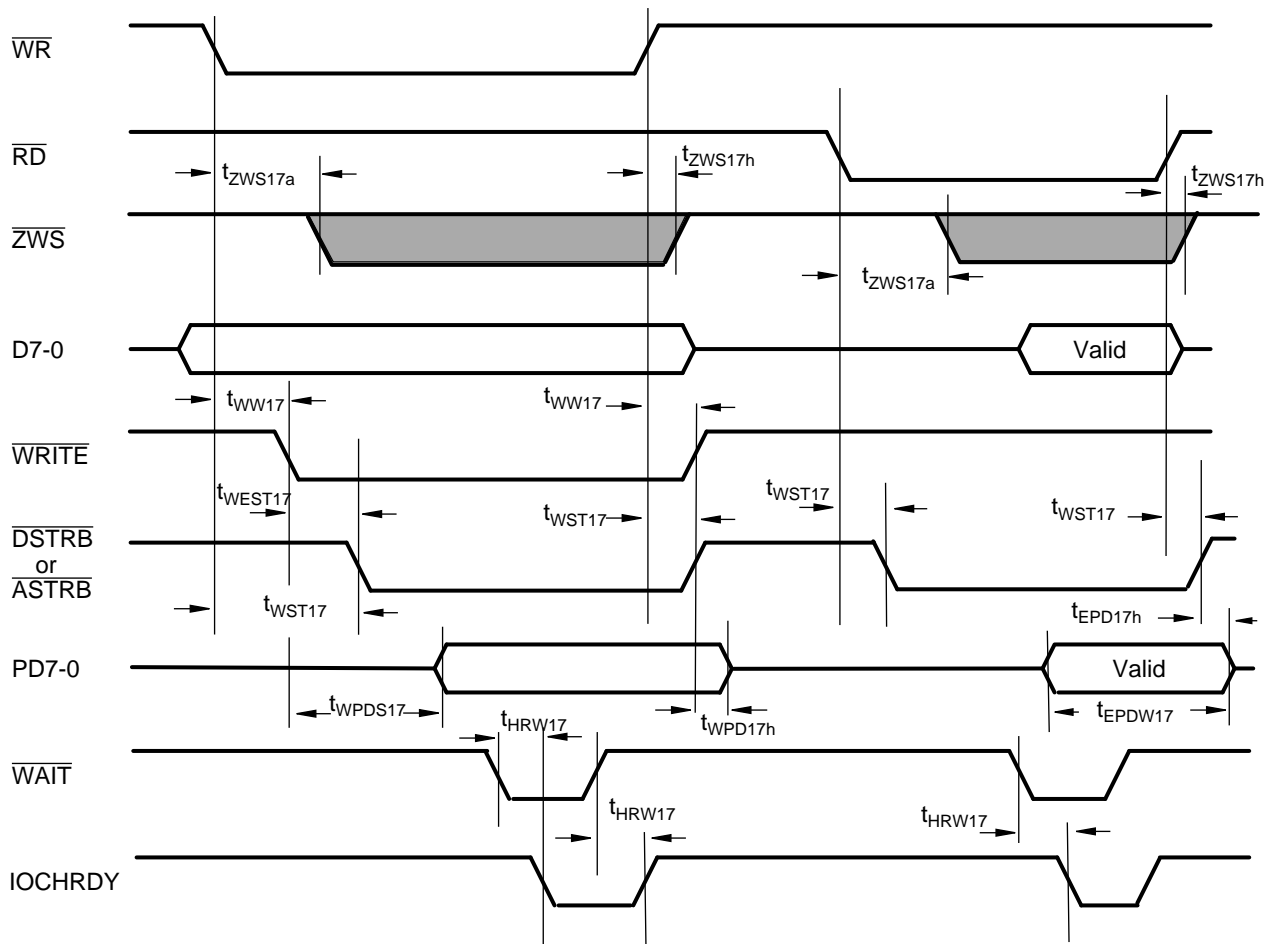 WR
RD
tZWS17a
tZWS17h
tZWS17h
ZWS
tZWS17a
D7-0
Valid
tWW17
tWW17
WRITE
tWEST17
tWST17
tWST17
tWST17
DSTRB
or
ASTRB
tWST17
tEPD17h
PD7-0
Valid
tWPDS17
tHRW17
tWPD17h
tEPDW17
WAIT
tHRW17
tHRW17
IOCHRDY